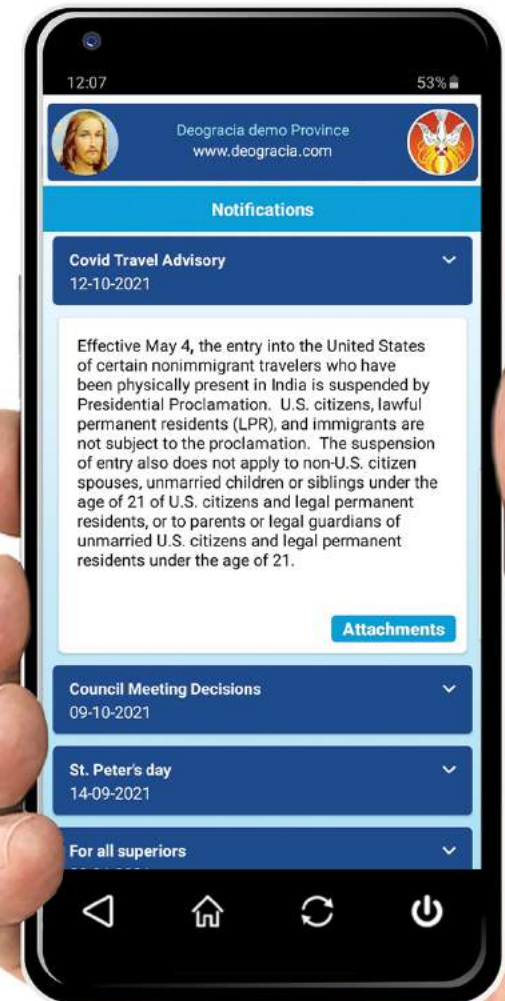 12:07
53%
Deogracia demo Province
www.deogracia.com
Notifications
Covid Travel Advisory
12-10-2021
Effective May 4, the entry into the United States
of certain nonimmigrant travelers who have
been physically present in India is suspended by
Presidential Proclamation. U.S. citizens, lawful
permanent residents (LPR), and immigrants are
not subject to the proclamation. The suspension
of entry also does not apply to non-U.S. citizen
spouses, unmarried children or siblings under the
age of 21 of U.S. citizens and legal permanent
residents, or to parents or legal guardians of
unmarried U.S. citizens and legal permanent
residents under the age of 21.
Attachments
Council Meeting Decisions
09-10-2021
St. Peter's day
14-09-2021
For all superiors